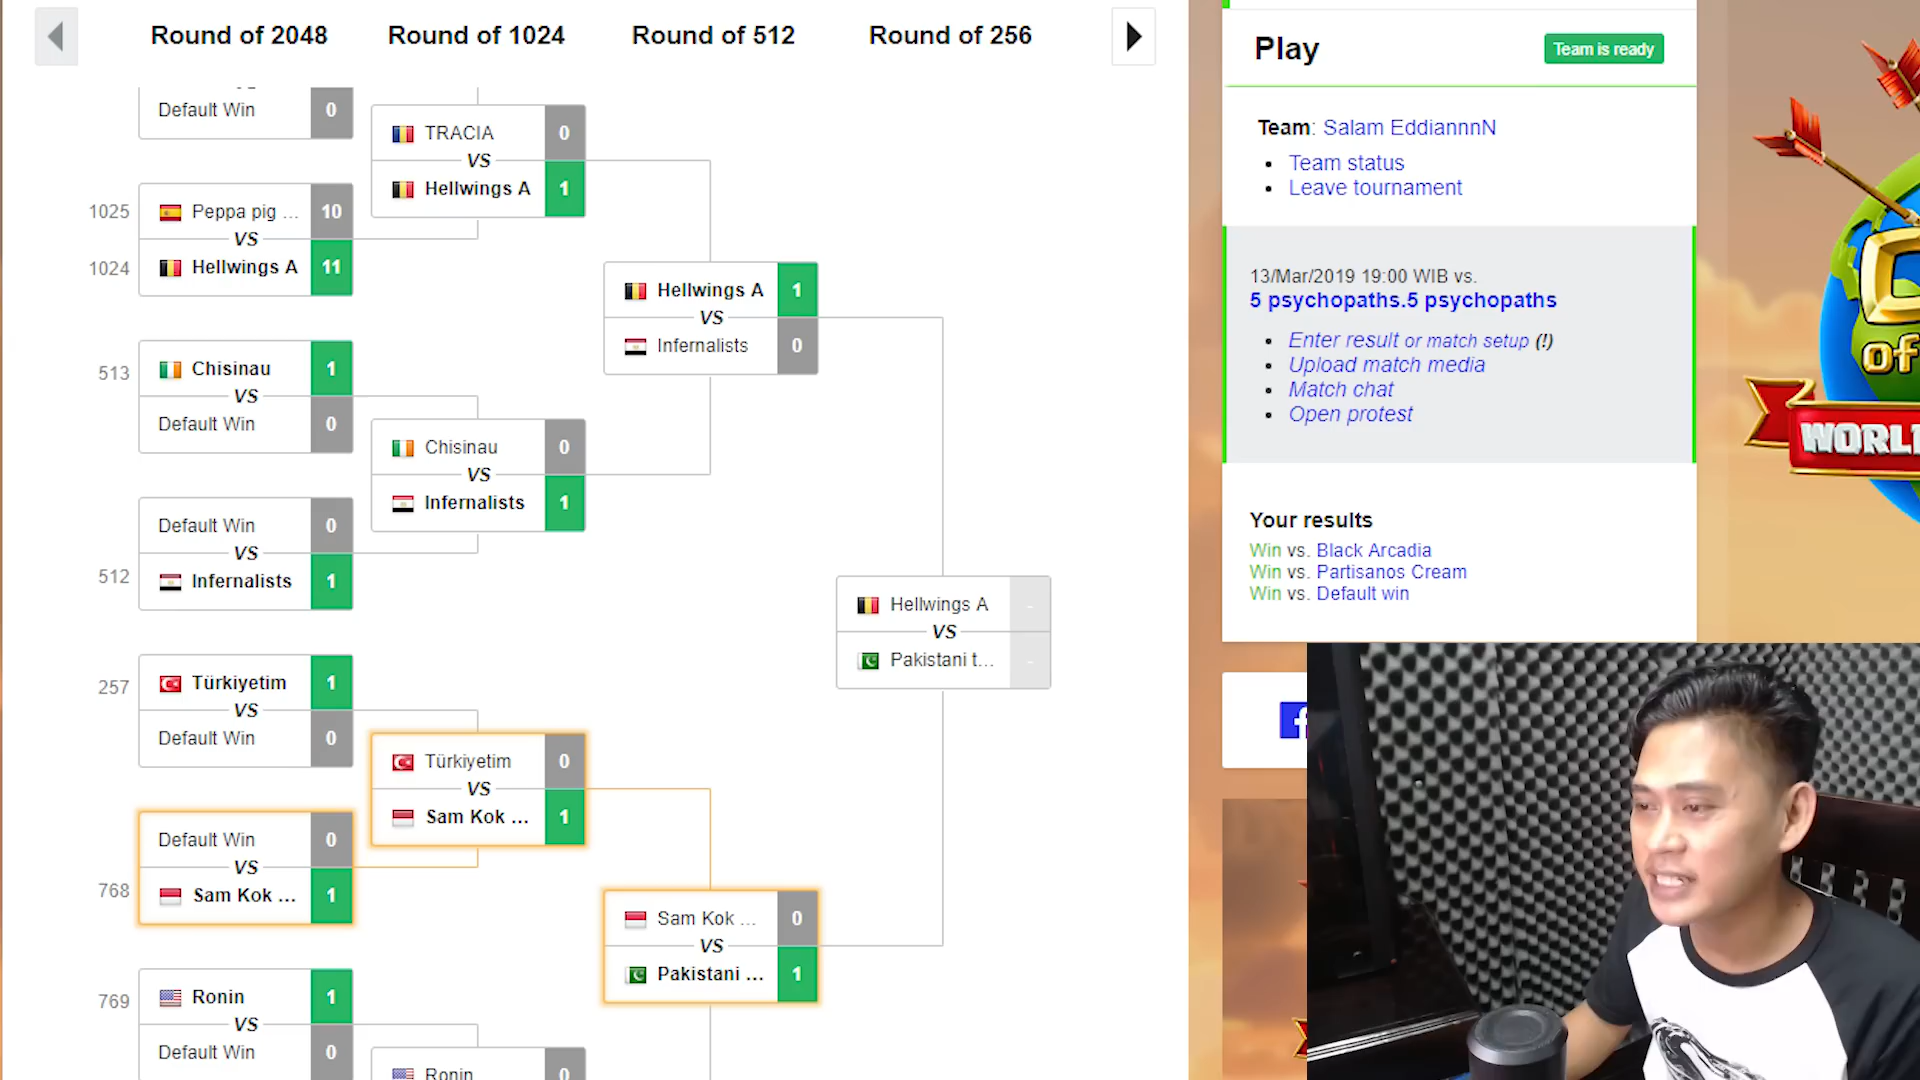 Round of 2048
Round of 1024
Round of 512
Round of 256
Default Win 0
TRACIA 0
VS
Hellwings A 1
1025 Peppa pig ... 10
VS
1024 Hellwings A 11
Hellwings A 1
VS
Infernalists 0
513 Chisinau 1
VS
Default Win 0
Chisinau 0
VS
Infernalists 1
Default Win 0
VS
512 Infernalists 1
Hellwings A -
VS
Pakistani t... -
257 Türkiyetim 1
VS
Default Win 0
Türkiyetim 0
VS
Sam Kok ... 1
Default Win 0
VS
768 Sam Kok ... 1
Sam Kok ... 0
VS
Pakistani ... 1
769 Ronin 1
VS
Default Win 0
Ronin 0
Play
Team is ready
Team: Salam EddiannnN
Team status
Leave tournament
13/Mar/2019 19:00 WIB vs.
5 psychopaths.5 psychopaths
Enter result or match setup (!)
Upload match media
Match chat
Open protest
Your results
Win vs. Black Arcadia
Win vs. Partisanos Cream
Win vs. Default win
of
WORL